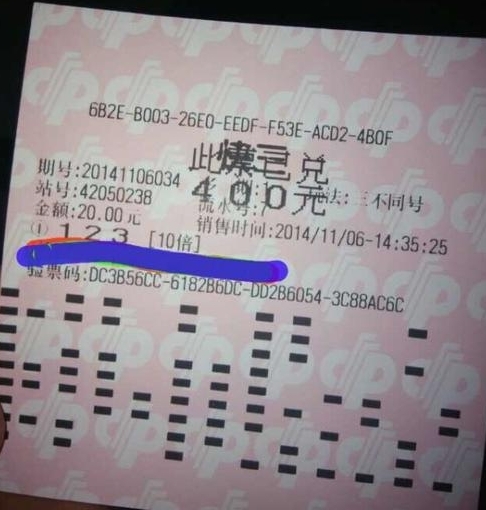 6B2E-B003-26E0-EEDF-F53E-ACD2-4B0F
此票已兑
400元
期号:20141106034
法:三不同号
站号:42050238
流水号:7
金额:20.00元
销售时间:2014/11/06-14:35:25
① 1 2 3 [10倍]
验票码:DC3B56CC-6182B6DC-DD2B6054-3C88AC6C